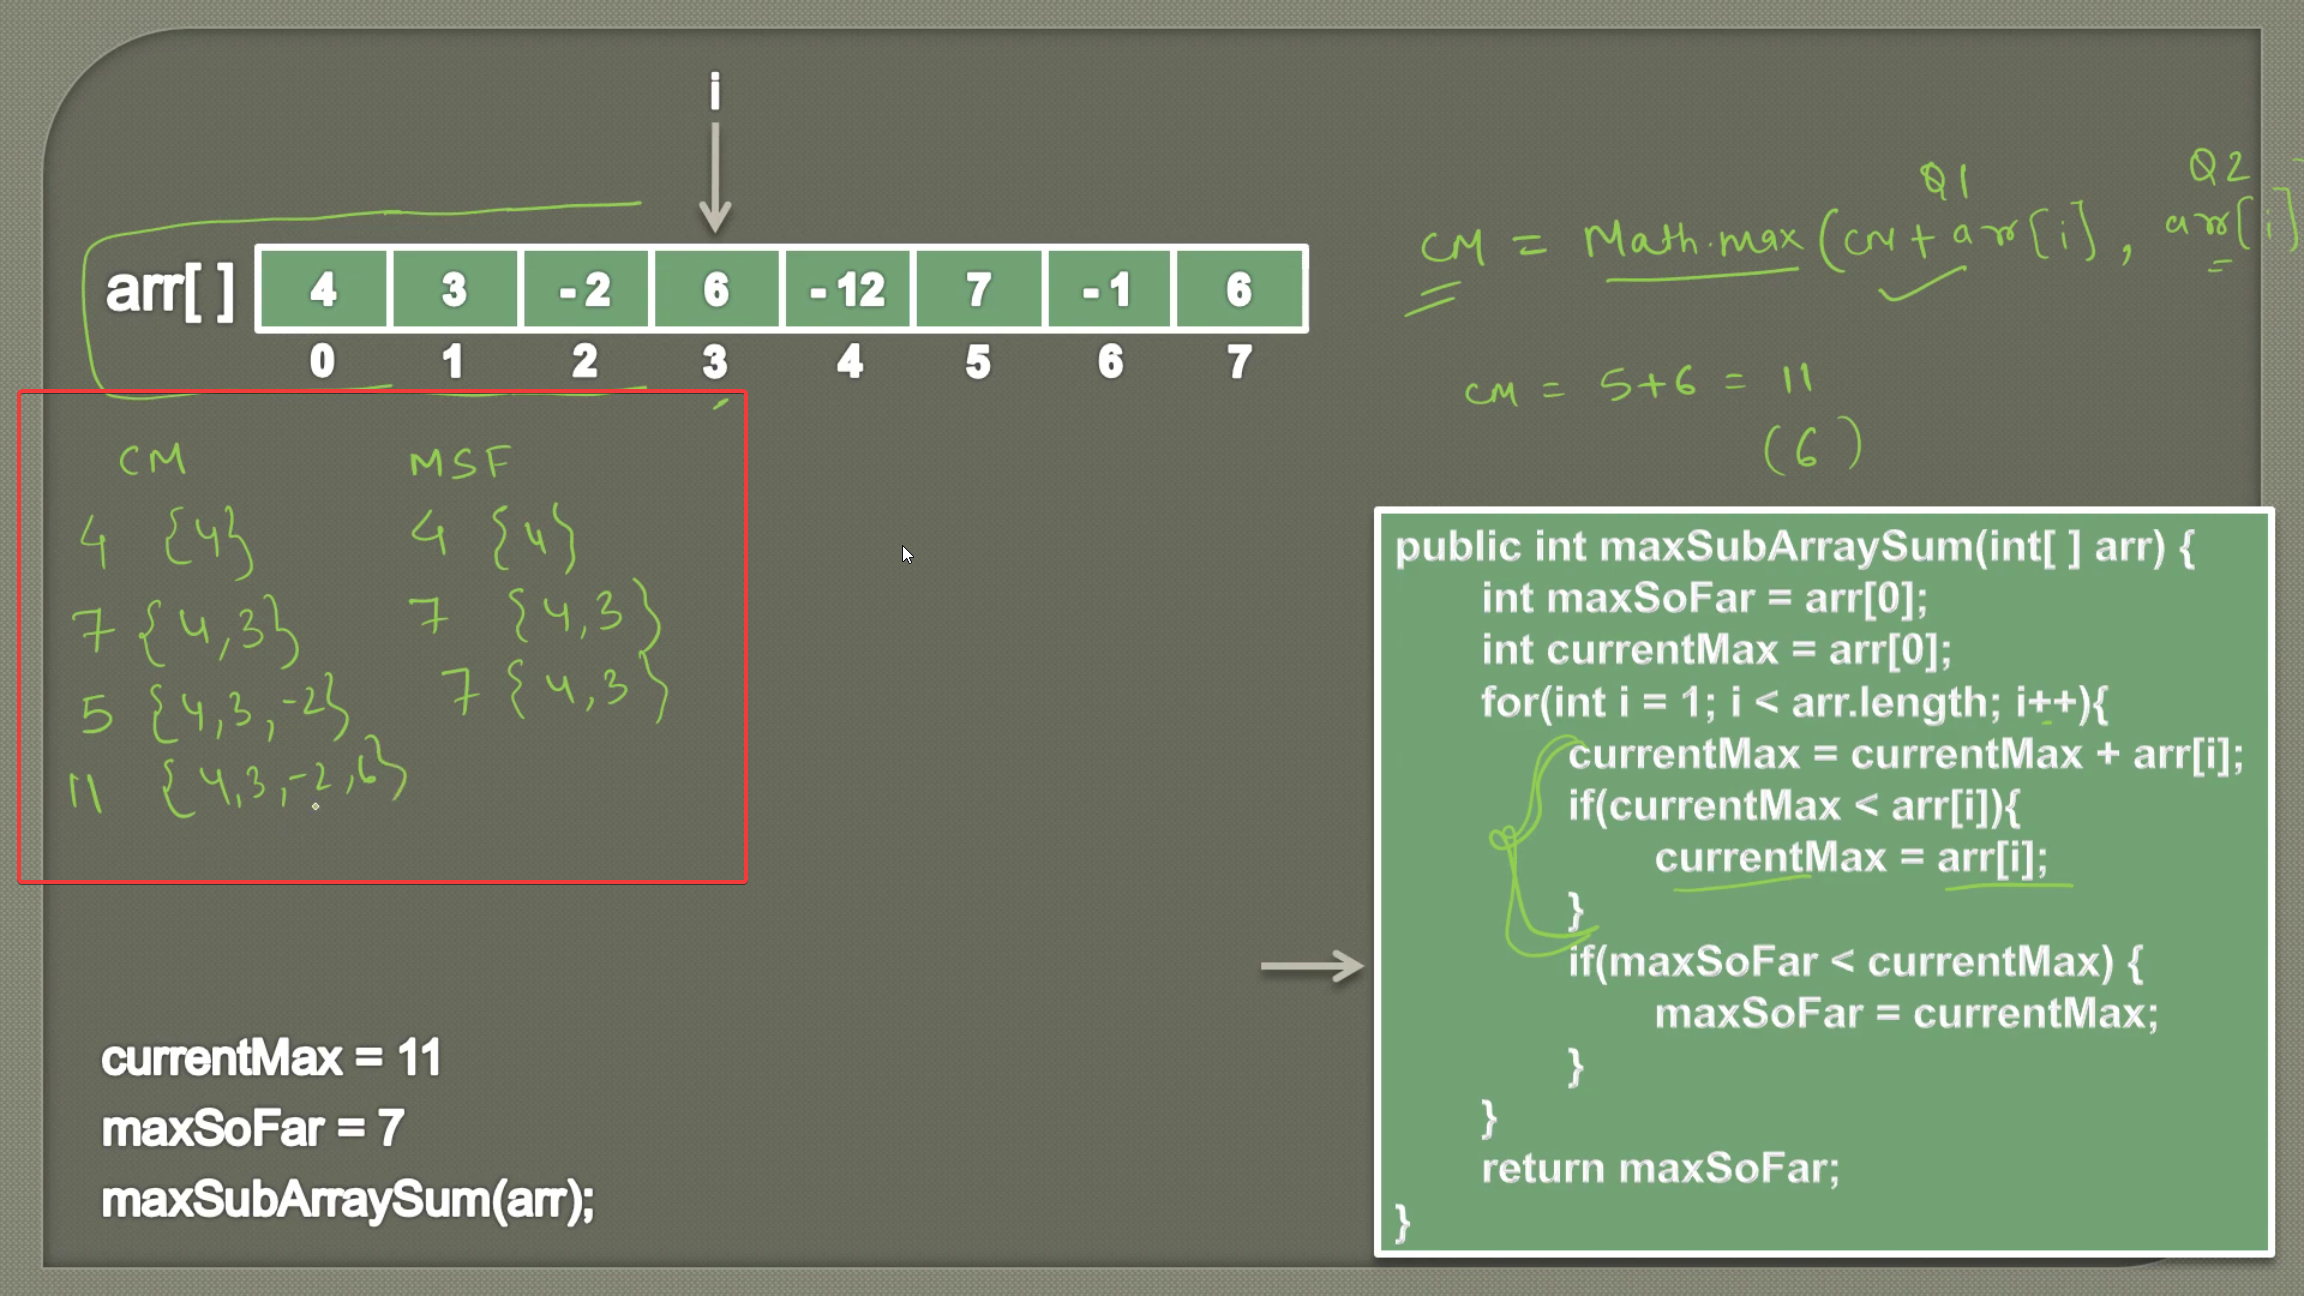 i
Q1 Q2
CM = Math.max (CM + arr[i], arr[i]
arr[ ] 4 3 - 2 6 - 12 7 - 1 6
0 1 2 3 4 5 6 7
CM = 5+6 = 11
(6)
CM MSF
4 {4} 4 {4}
7 {4,3} 7 {4,3}
5 {4,3,-2} 7 {4,3}
11 {4,3,-2,6}
currentMax = 11
maxSoFar = 7
maxSubArraySum(arr);
public int maxSubArraySum(int[ ] arr) {
int maxSoFar = arr[0];
int currentMax = arr[0];
for(int i = 1; i < arr.length; i++){
currentMax = currentMax + arr[i];
if(currentMax < arr[i]){
currentMax = arr[i];
}
if(maxSoFar < currentMax) {
maxSoFar = currentMax;
}
}
return maxSoFar;
}